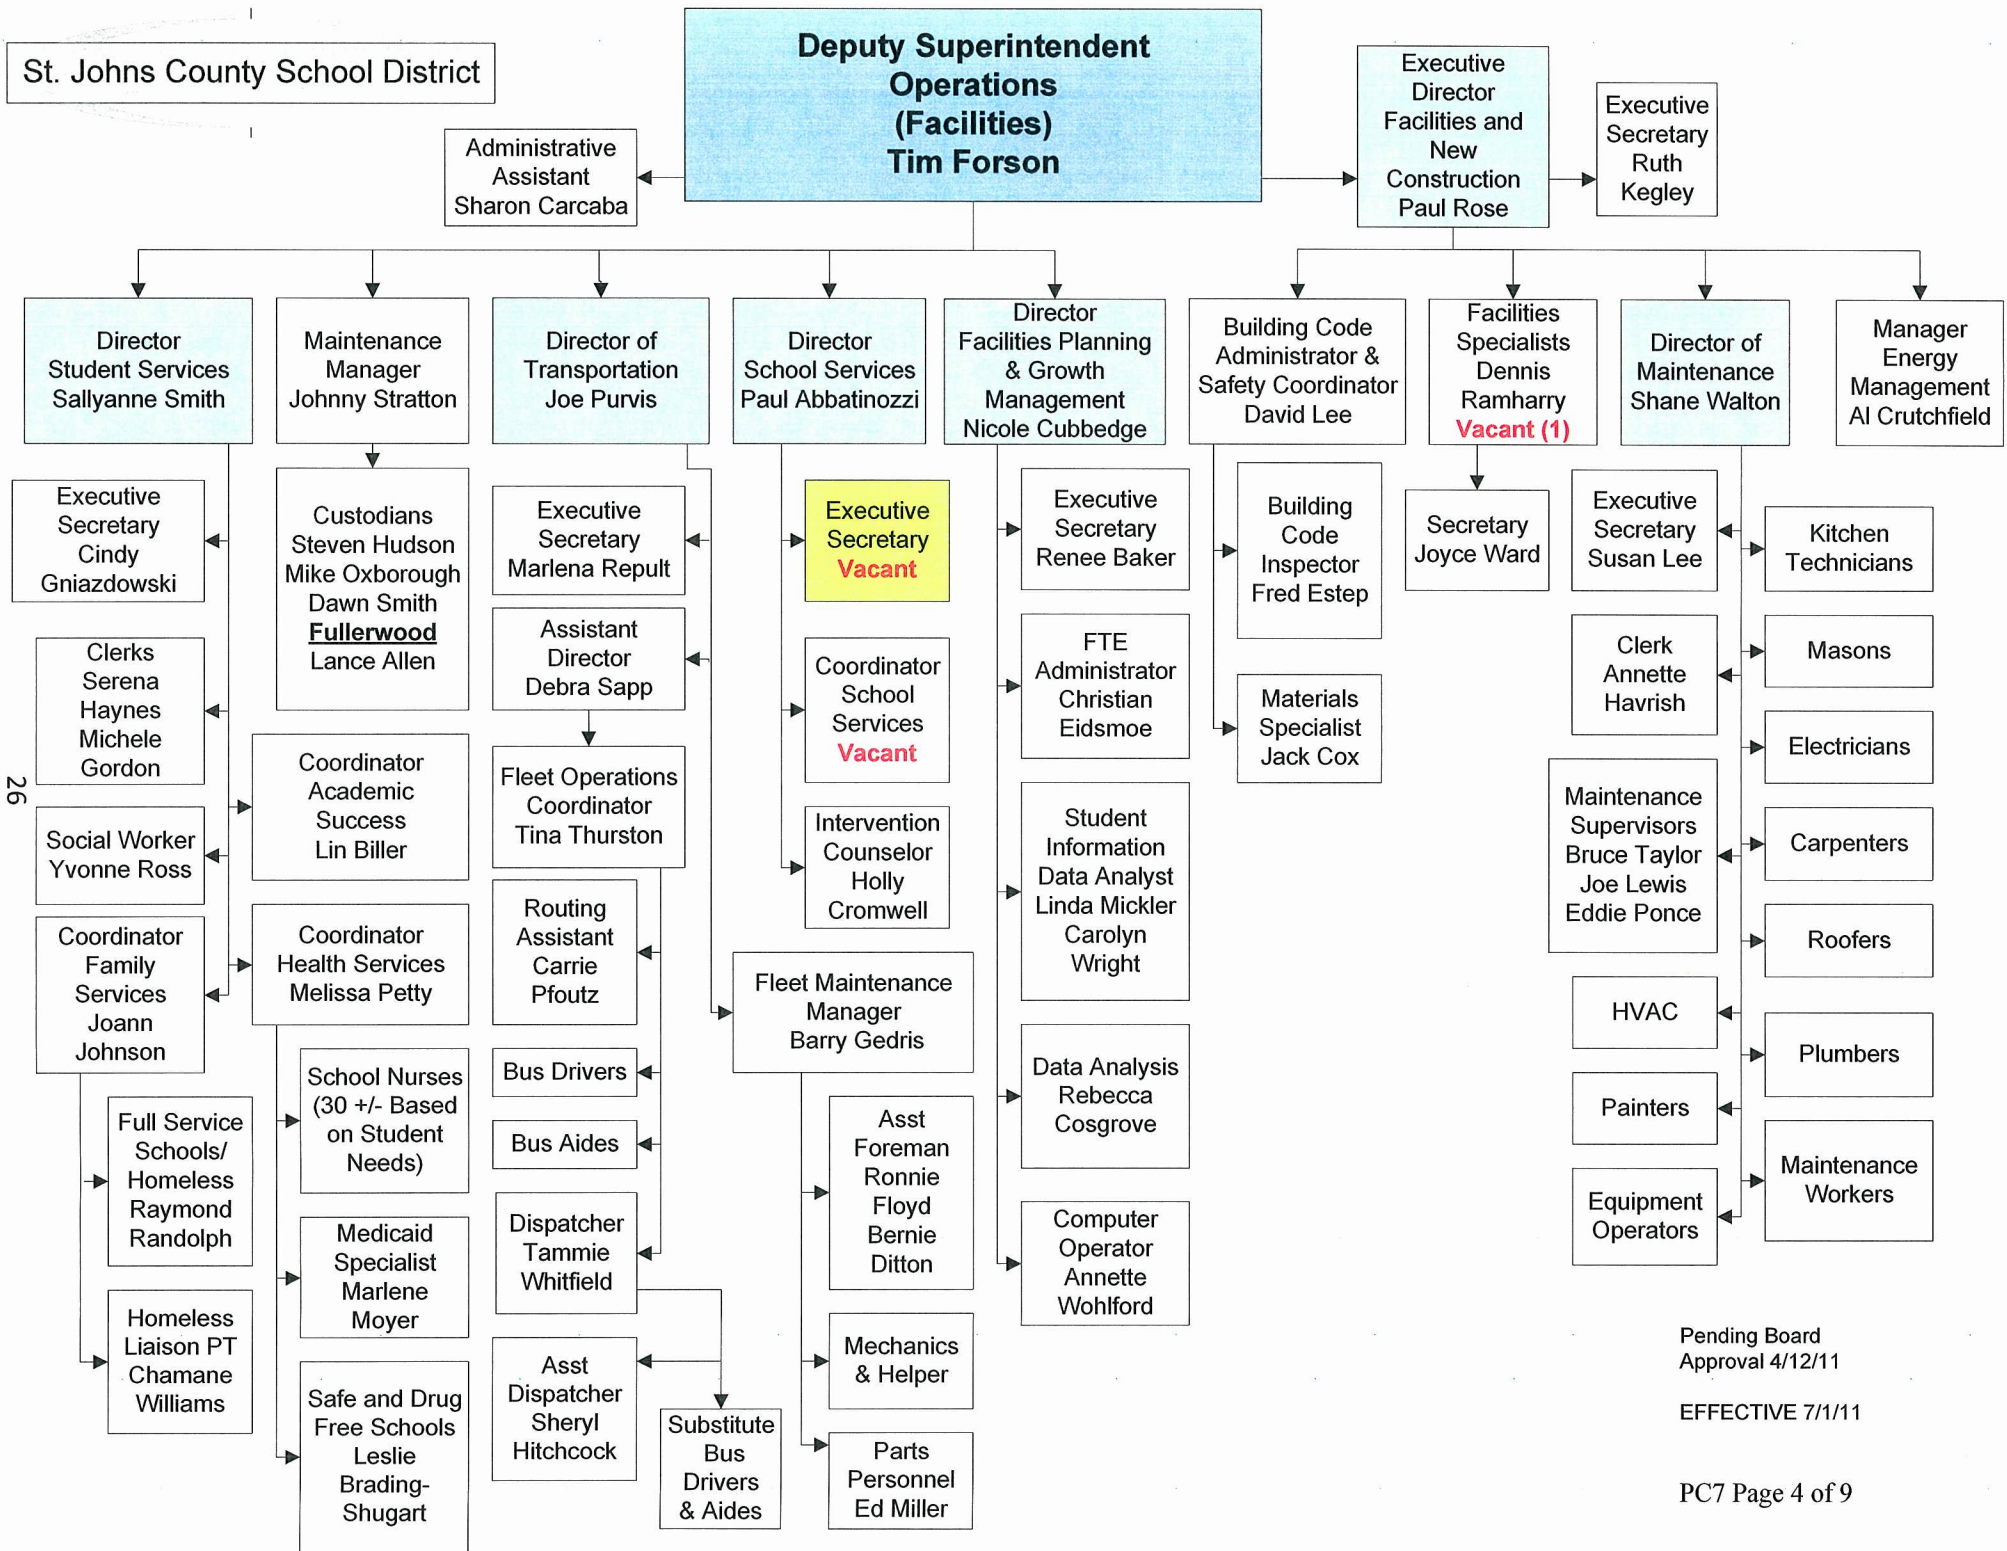 St. Johns County School District
Deputy Superintendent
Operations
(Facilities)
Tim Forson
Administrative
Assistant
Sharon Carcaba
Executive
Director
Facilities and
New
Construction
Paul Rose
Executive
Secretary
Ruth
Kegley
Director
Student Services
Sallyanne Smith
Maintenance
Manager
Johnny Stratton
Director of
Transportation
Joe Purvis
Director
School Services
Paul Abbatinozzi
Director
Facilities Planning
& Growth
Management
Nicole Cubbedge
Building Code
Administrator &
Safety Coordinator
David Lee
Facilities
Specialists
Dennis
Ramharry
Vacant (1)
Director of
Maintenance
Shane Walton
Manager
Energy
Management
Al Crutchfield
Executive
Secretary
Cindy
Gniazdowski
Clerks
Serena
Haynes
Michele
Gordon
Social Worker
Yvonne Ross
Coordinator
Family
Services
Joann
Johnson
Full Service
Schools/
Homeless
Raymond
Randolph
Homeless
Liaison PT
Chamane
Williams
Custodians
Steven Hudson
Mike Oxborough
Dawn Smith
Fullerwood
Lance Allen
Coordinator
Academic
Success
Lin Biller
Coordinator
Health Services
Melissa Petty
School Nurses
(30 +/- Based
on Student
Needs)
Medicaid
Specialist
Marlene
Moyer
Safe and Drug
Free Schools
Leslie
Brading-
Shugart
Executive
Secretary
Marlena Repult
Assistant
Director
Debra Sapp
Fleet Operations
Coordinator
Tina Thurston
Routing
Assistant
Carrie
Pfoutz
Bus Drivers
Bus Aides
Dispatcher
Tammie
Whitfield
Asst
Dispatcher
Sheryl
Hitchcock
Substitute
Bus
Drivers
& Aides
Executive
Secretary
Vacant
Coordinator
School
Services
Vacant
Intervention
Counselor
Holly
Cromwell
Fleet Maintenance
Manager
Barry Gedris
Asst
Foreman
Ronnie
Floyd
Bernie
Ditton
Mechanics
& Helper
Parts
Personnel
Ed Miller
Executive
Secretary
Renee Baker
FTE
Administrator
Christian
Eidsmoe
Student
Information
Data Analyst
Linda Mickler
Carolyn
Wright
Data Analysis
Rebecca
Cosgrove
Computer
Operator
Annette
Wohlford
Building
Code
Inspector
Fred Estep
Materials
Specialist
Jack Cox
Secretary
Joyce Ward
Executive
Secretary
Susan Lee
Clerk
Annette
Havrish
Maintenance
Supervisors
Bruce Taylor
Joe Lewis
Eddie Ponce
HVAC
Painters
Equipment
Operators
Kitchen
Technicians
Masons
Electricians
Carpenters
Roofers
Plumbers
Maintenance
Workers
26
Pending Board
Approval 4/12/11
EFFECTIVE 7/1/11
PC7 Page 4 of 9